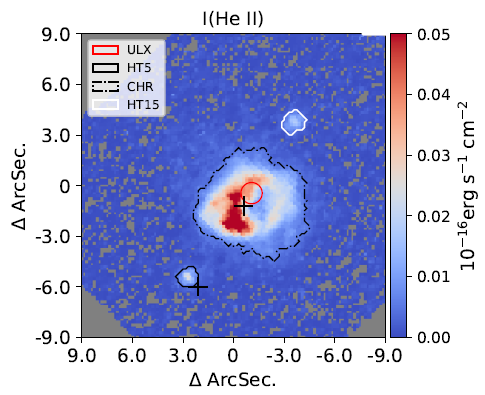 I(He II)
ULX
HT5
CHR
HT15
9.0
6.0
3.0
0
-3.0
-6.0
-9.0
9.0 6.0 3.0 0 -3.0 -6.0 -9.0
Δ ArcSec.
Δ ArcSec.
0.05
0.04
0.03
0.02
0.01
0.00
10⁻¹⁶erg s⁻¹ cm⁻²